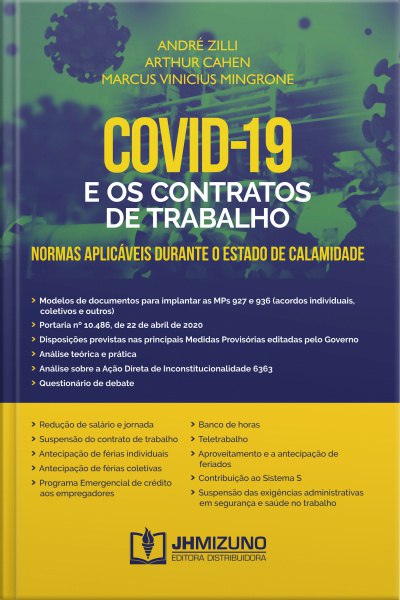 ANDRÉ ZILLI
ARTHUR CAHEN
MARCUS VINICIUS MINGRONE
COVID-19
E OS CONTRATOS
DE TRABALHO
NORMAS APLICÁVEIS DURANTE O ESTADO DE CALAMIDADE
> Modelos de documentos para implantar as MPs 927 e 936 (acordos individuais,
coletivos e outros)
> Portaria nº 10.486, de 22 de abril de 2020
> Disposições previstas nas principais Medidas Provisórias editadas pelo Governo
> Análise teórica e prática
> Análise sobre a Ação Direta de Inconstitucionalidade 6363
> Questionário de debate
> Redução de salário e jornada
> Suspensão do contrato de trabalho
> Antecipação de férias individuais
> Antecipação de férias coletivas
> Programa Emergencial de crédito
aos empregadores
> Banco de horas
> Teletrabalho
> Aproveitamento e a antecipação de
feriados
> Contribuição ao Sistema S
> Suspensão das exigências administrativas
em segurança e saúde no trabalho
JHMIZUNO
EDITORA DISTRIBUIDORA